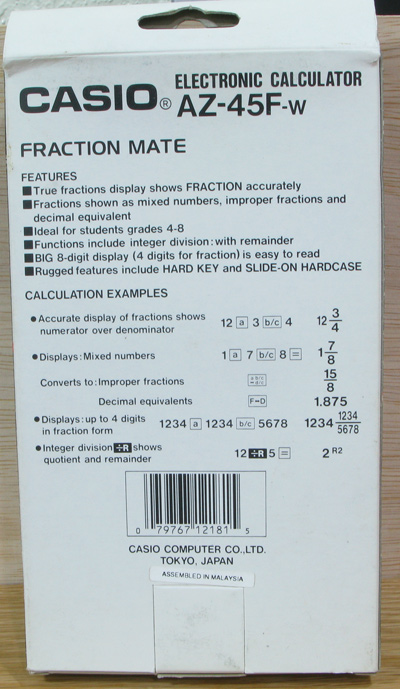 CASIO® ELECTRONIC CALCULATOR
AZ-45F-w
FRACTION MATE
FEATURES
■True fractions display shows FRACTION accurately
■Fractions shown as mixed numbers, improper fractions and
decimal equivalent
■Ideal for students grades 4-8
■Functions include integer division: with remainder
■BIG 8-digit display (4 digits for fraction) is easy to read
■Rugged features include HARD KEY and SLIDE-ON HARDCASE
CALCULATION EXAMPLES
●Accurate display of fractions shows
numerator over denominator
12 a 3 b/c 4 12 3/4
●Displays: Mixed numbers 1 a 7 b/c 8 = 1 7/8
Converts to: Improper fractions 15/8
Decimal equivalents F↔D 1.875
●Displays: up to 4 digits
in fraction form
1234 a 1234 b/c 5678 1234 1234/5678
●Integer division ÷R shows
quotient and remainder
12 ÷R 5 = 2 R2
0 79767 12181 5
CASIO COMPUTER CO.,LTD.
TOKYO, JAPAN
ASSEMBLED IN MALAYSIA